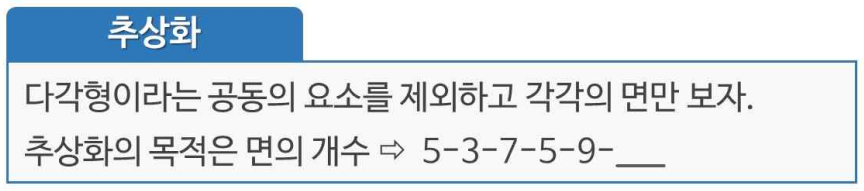 추상화
다각형이라는 공동의 요소를 제외하고 각각의 면만 보자.
추상화의 목적은 면의 개수 ⇨ 5-3-7-5-9-___